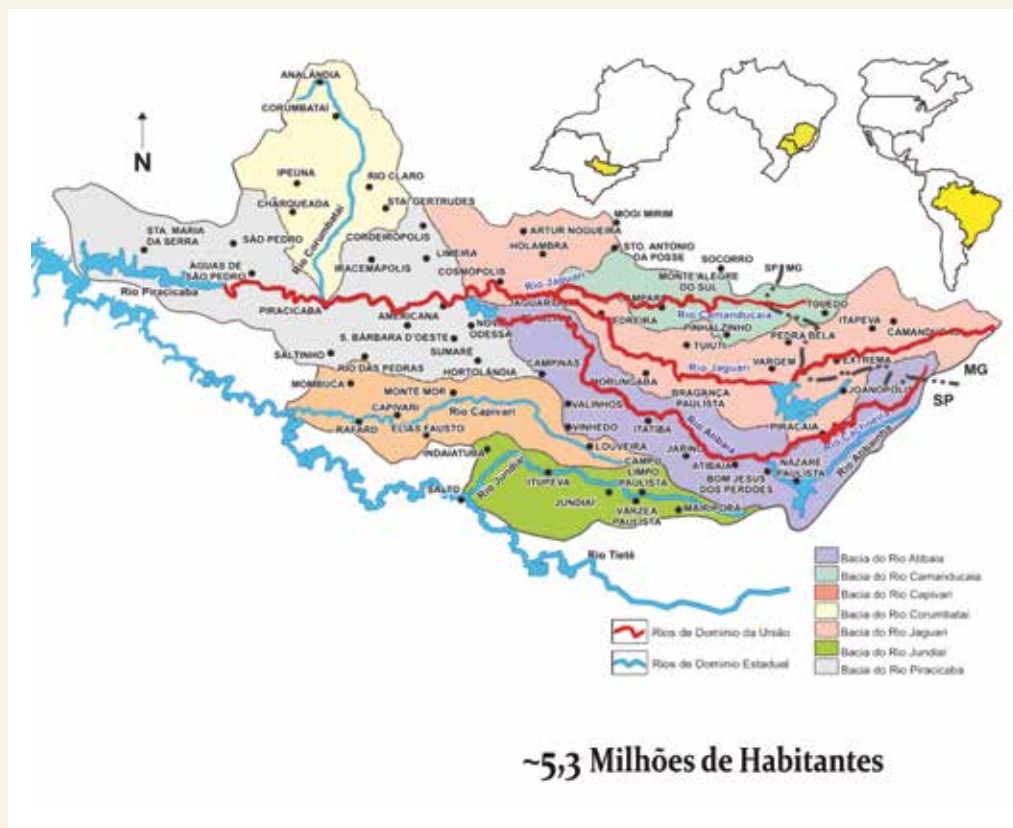 ANALÂNDIA
CORUMBATAÍ
N
IPEUNA
RIO CLARO
CHARQUEADA
STA. GERTRUDES
MOGI MIRIM
STA. MARIA
DA SERRA
SÃO PEDRO
CORDEIRÓPOLIS
ARTUR NOGUEIRA
HOLAMBRA
STO. ANTONIO
DA POSSE
SOCORRO
LIMEIRA
Rio Corumbataí
IRACEMÁPOLIS
COSMÓPOLIS
MONTE ALEGRE
DO SUL
SP MG
ÁGUAS DE
SÃO PEDRO
Rio Jaguari
Rio Piracicaba
PIRACICABA
AMERICANA
AMPARO
Rio Camanducaia
TOLEDO
ITAPEVA
NOVA
ODESSA
PEDREIRA
PINHALZINHO
PEDRA BELA
S. BÁRBARA D'OESTE
TUIUTI
SALTINHO
SUMARÉ
RIO DAS PEDRAS
CAMPINAS
Rio Jaguari
VARGEM
EXTREMA
HORTOLÂNDIA
MOMBUCA
MORUNGABA
MG
MONTE MOR
BRAGANÇA
PAULISTA
JOANÓPOLIS
SP
CAPIVARI
Rio Capivari
VALINHOS
RAFARD
ELIAS FAUSTO
VINHEDO
ITATIBA
Rio Atibaia
PIRACAIA
Rio Atibainha
LOUVEIRA
JARINU
INDAIATUBA
CAMPO
LIMPO
PAULISTA
ATIBAIA
NAZARÉ
PAULISTA
Rio Jundiaí
ITUPEVA
BOM JESUS
DOS PERDÕES
SALTO
JUNDIAÍ
VÁRZEA
PAULISTA
MAIRIPORÃ
Rio Tietê
Bacia do Rio Atibaia
Bacia do Rio Camanducaia
Bacia do Rio Capivari
Bacia do Rio Corumbataí
Rios de Domínio da União
Bacia do Rio Jaguari
Bacia do Rio Jundiaí
Rios de Domínio Estadual
Bacia do Rio Piracicaba
~5,3 Milhões de Habitantes